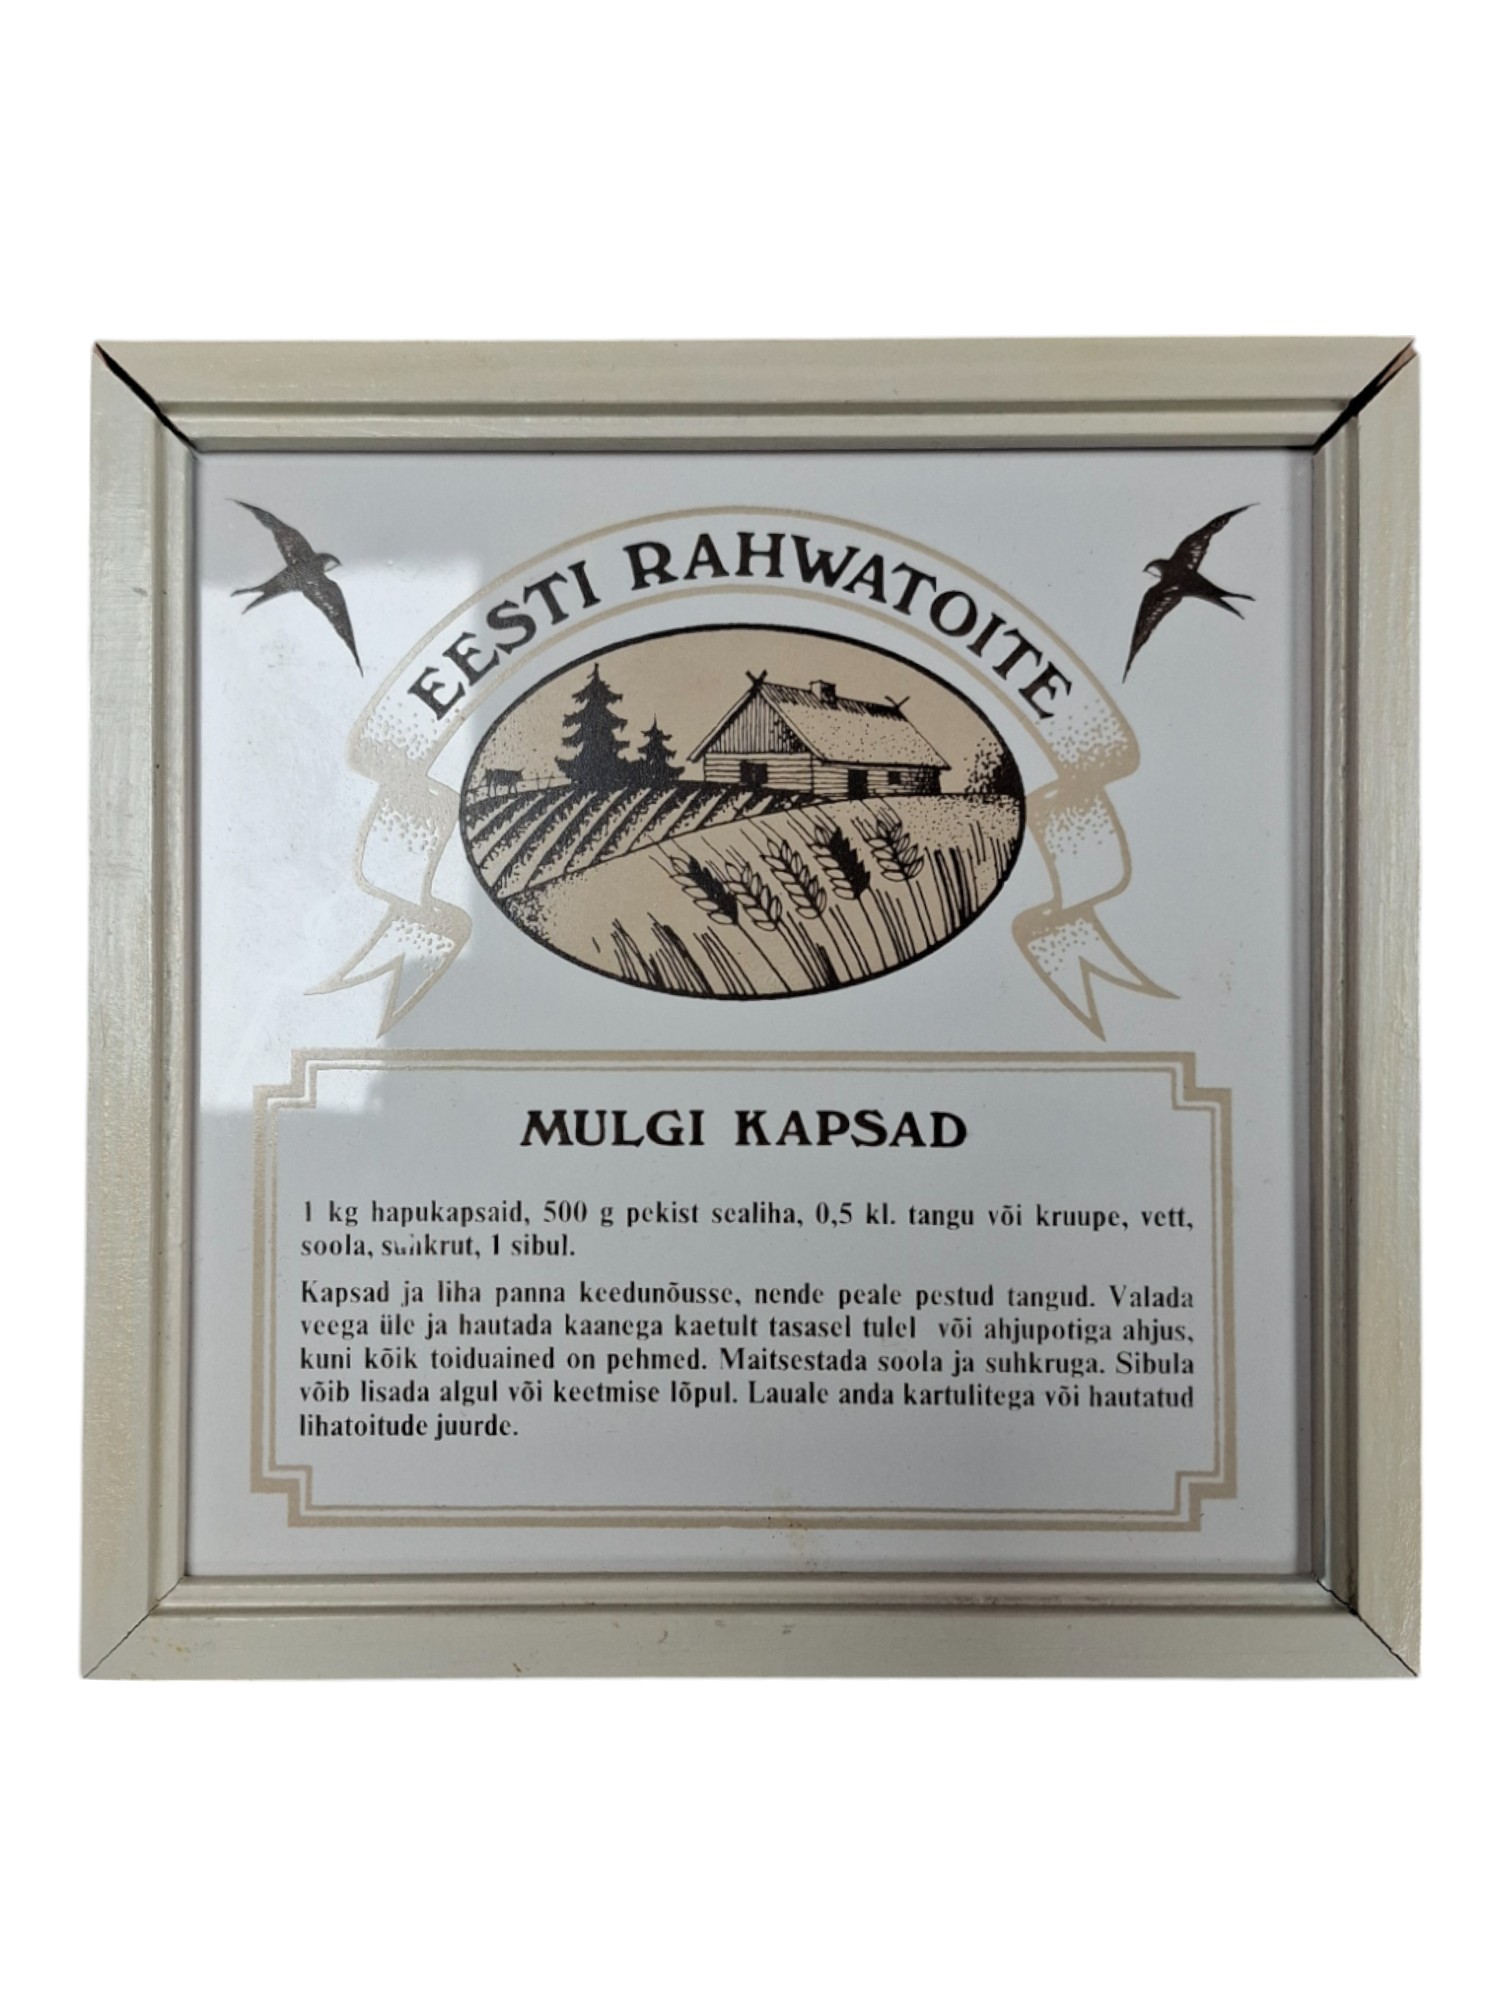 EESTI RAHWATOITE
MULGI KAPSAD
1 kg hapukapsaid, 500 g pekist sealiha, 0,5 kl. tangu või kruupe, vett,
soola, suhkrut, 1 sibul.
Kapsad ja liha panna keedunõusse, nende peale pestud tangud. Valada
veega üle ja hautada kaanega kaetult tasasel tulel või ahjupotiga ahjus,
kuni kõik toiduained on pehmed. Maitsestada soola ja suhkruga. Sibula
võib lisada algul või keetmise lõpul. Lauale anda kartulitega või hautatud
lihatoitude juurde.